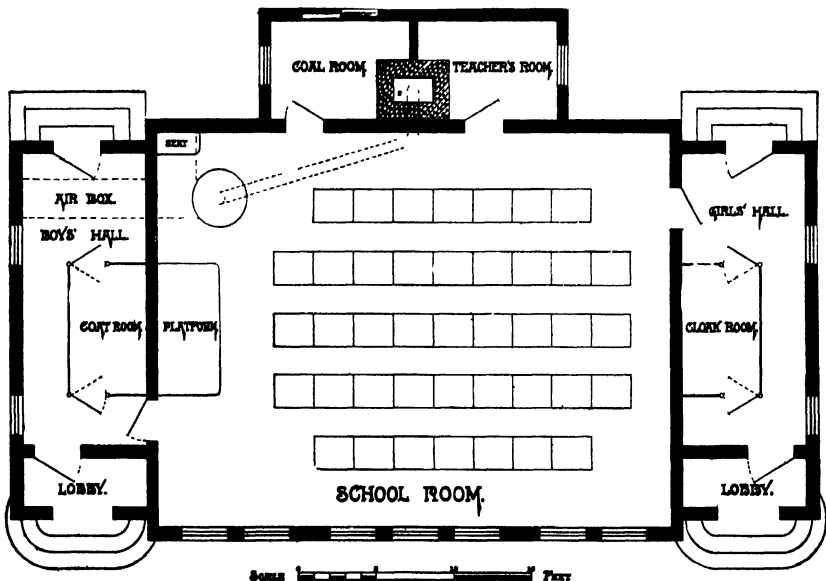 COAL ROOM.
TEACHER'S ROOM.
SEAT
AIR BOX.
BOYS' HALL.
GIRLS' HALL.
COAT ROOM
PLATFORM.
CLOAK ROOM.
LOBBY.
LOBBY.
SCHOOL ROOM.
SCALE
FEET